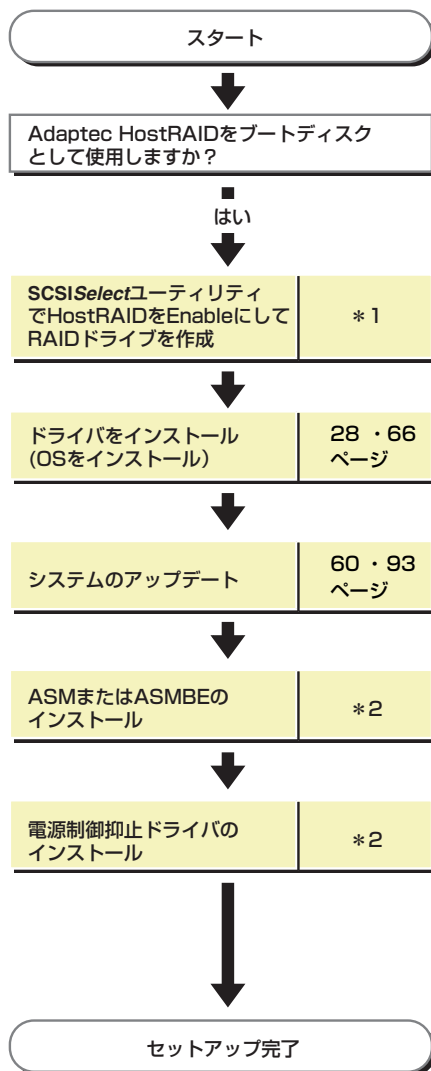 スタート
Adaptec HostRAIDをブートディスク
として使用しますか？
はい
SCSISelectユーティリティ
でHostRAIDをEnableにして
RAIDドライブを作成
＊1
ドライバをインストール
(OSをインストール)
28 ・66
ページ
システムのアップデート
60 ・93
ページ
ASMまたはASMBEの
インストール
＊2
電源制御抑止ドライバの
インストール
＊2
セットアップ完了